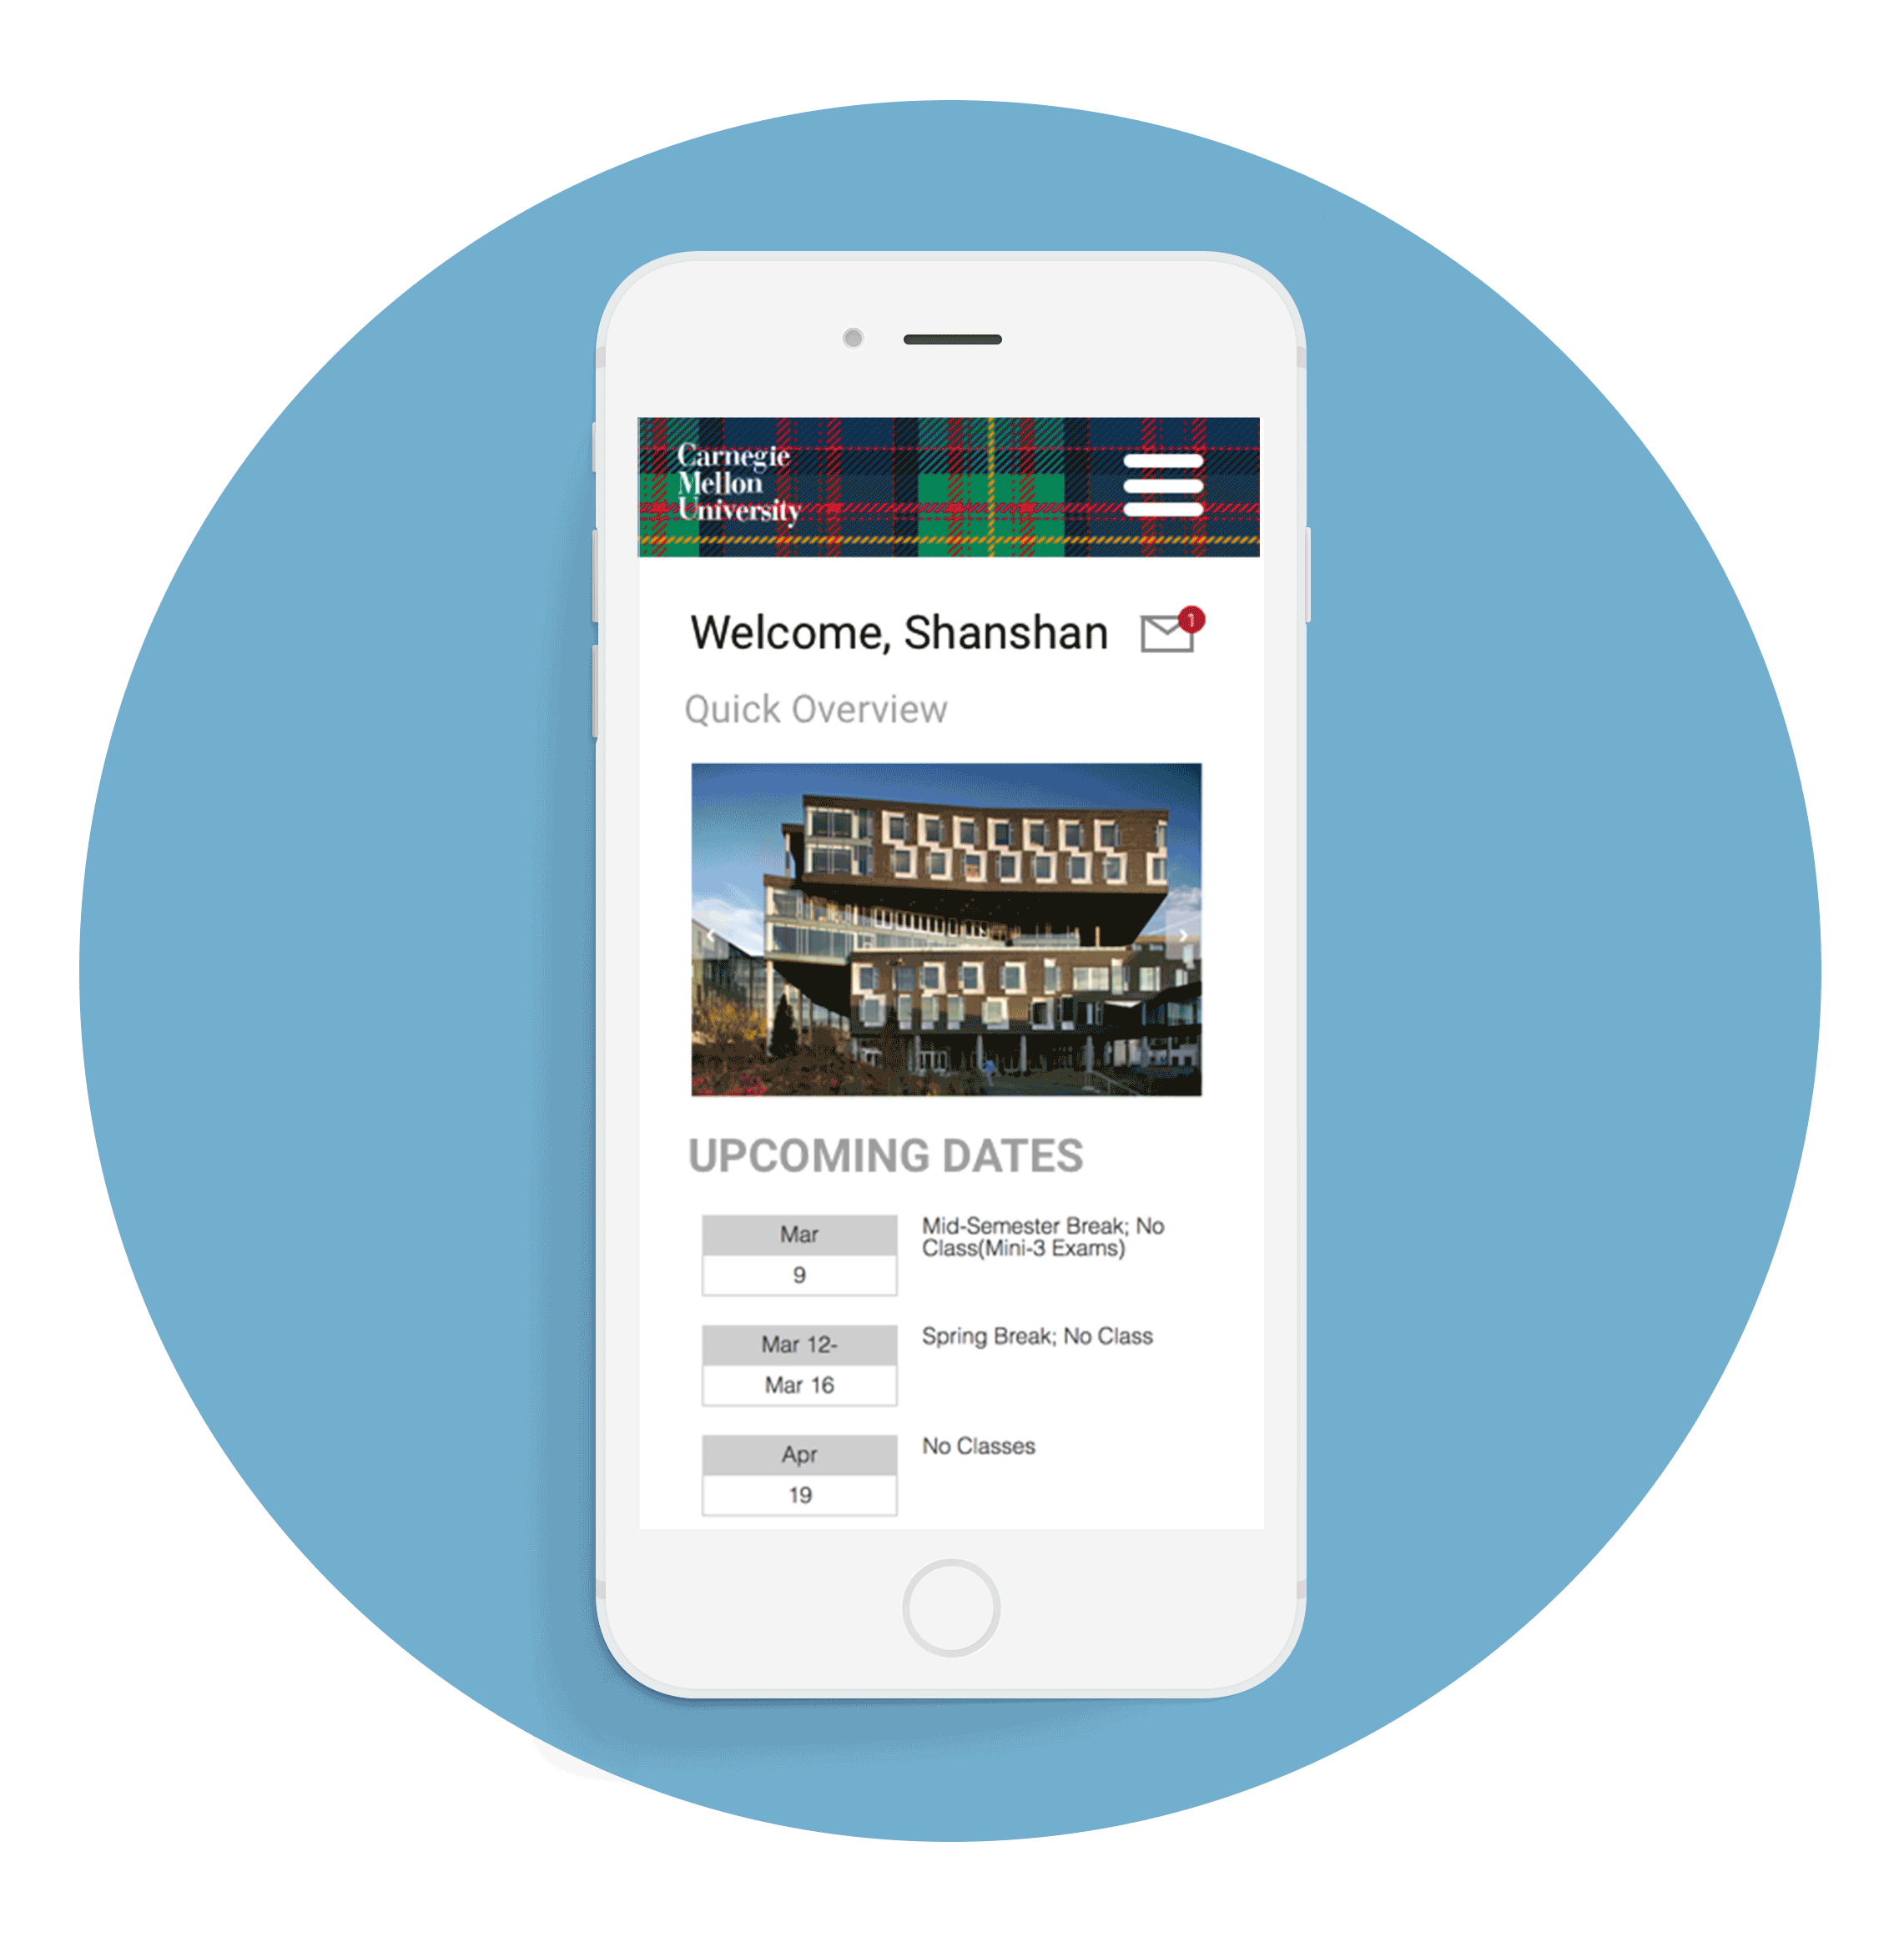 Carnegie
Mellon
University
Welcome, Shanshan
1
Quick Overview
UPCOMING DATES
Mar
9
Mid-Semester Break; No
Class(Mini-3 Exams)
Mar 12-
Mar 16
Spring Break; No Class
Apr
19
No Classes